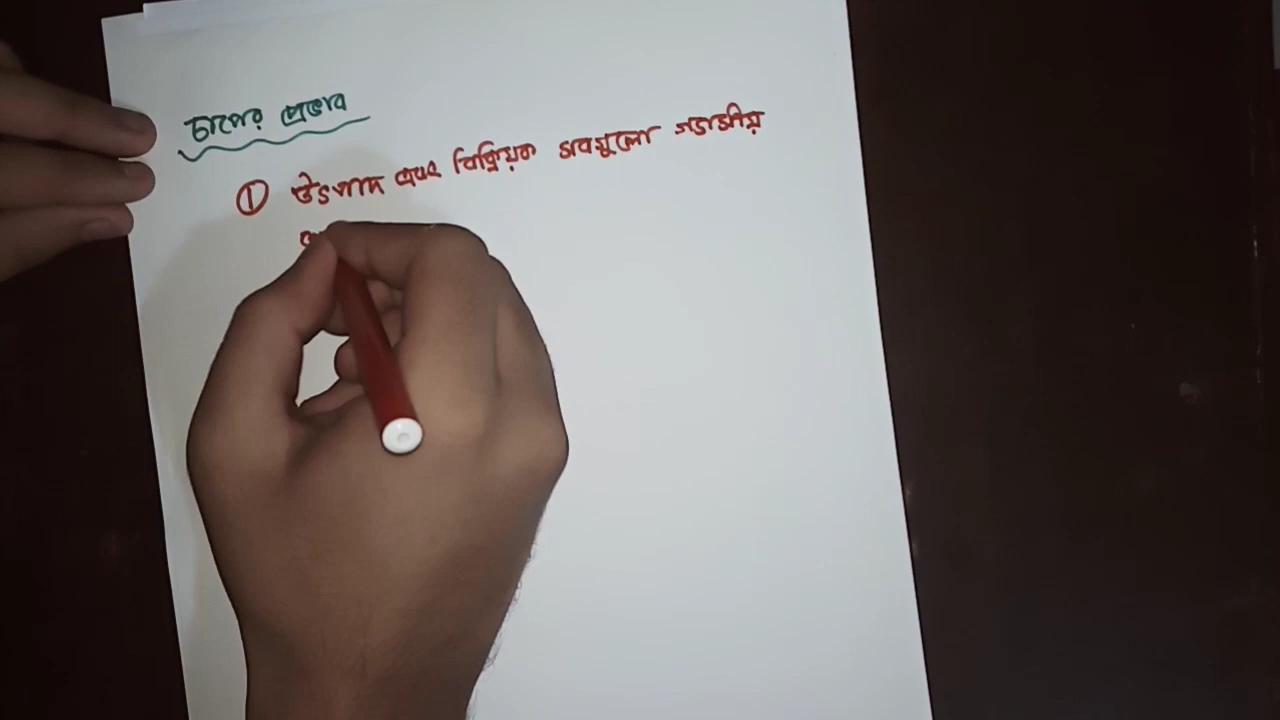 চাপের প্রভাব
① উৎপাদ এবং বিক্রিয়ক সবগুলো গ্যাসীয়